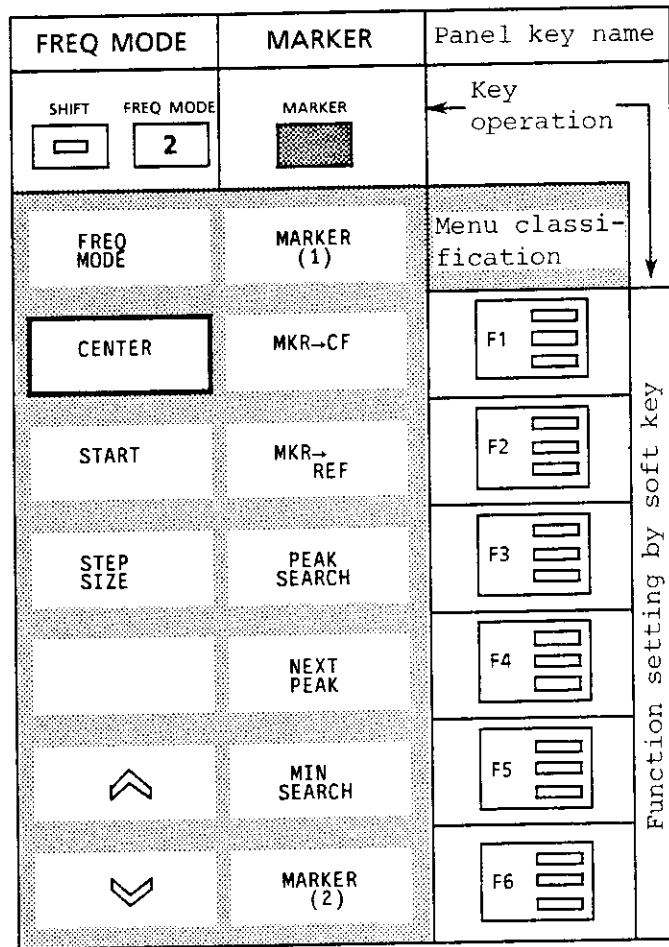 FREQ MODE MARKER Panel key name
SHIFT FREQ MODE MARKER Key
2 operation
FREQ MARKER Menu classi-
MODE (1) fication
CENTER MKR→CF F1
START MKR→ F2
REF
STEP PEAK F3
SIZE SEARCH
NEXT F4
PEAK
MIN F5
SEARCH
MARKER F6
(2)
Function setting by soft key